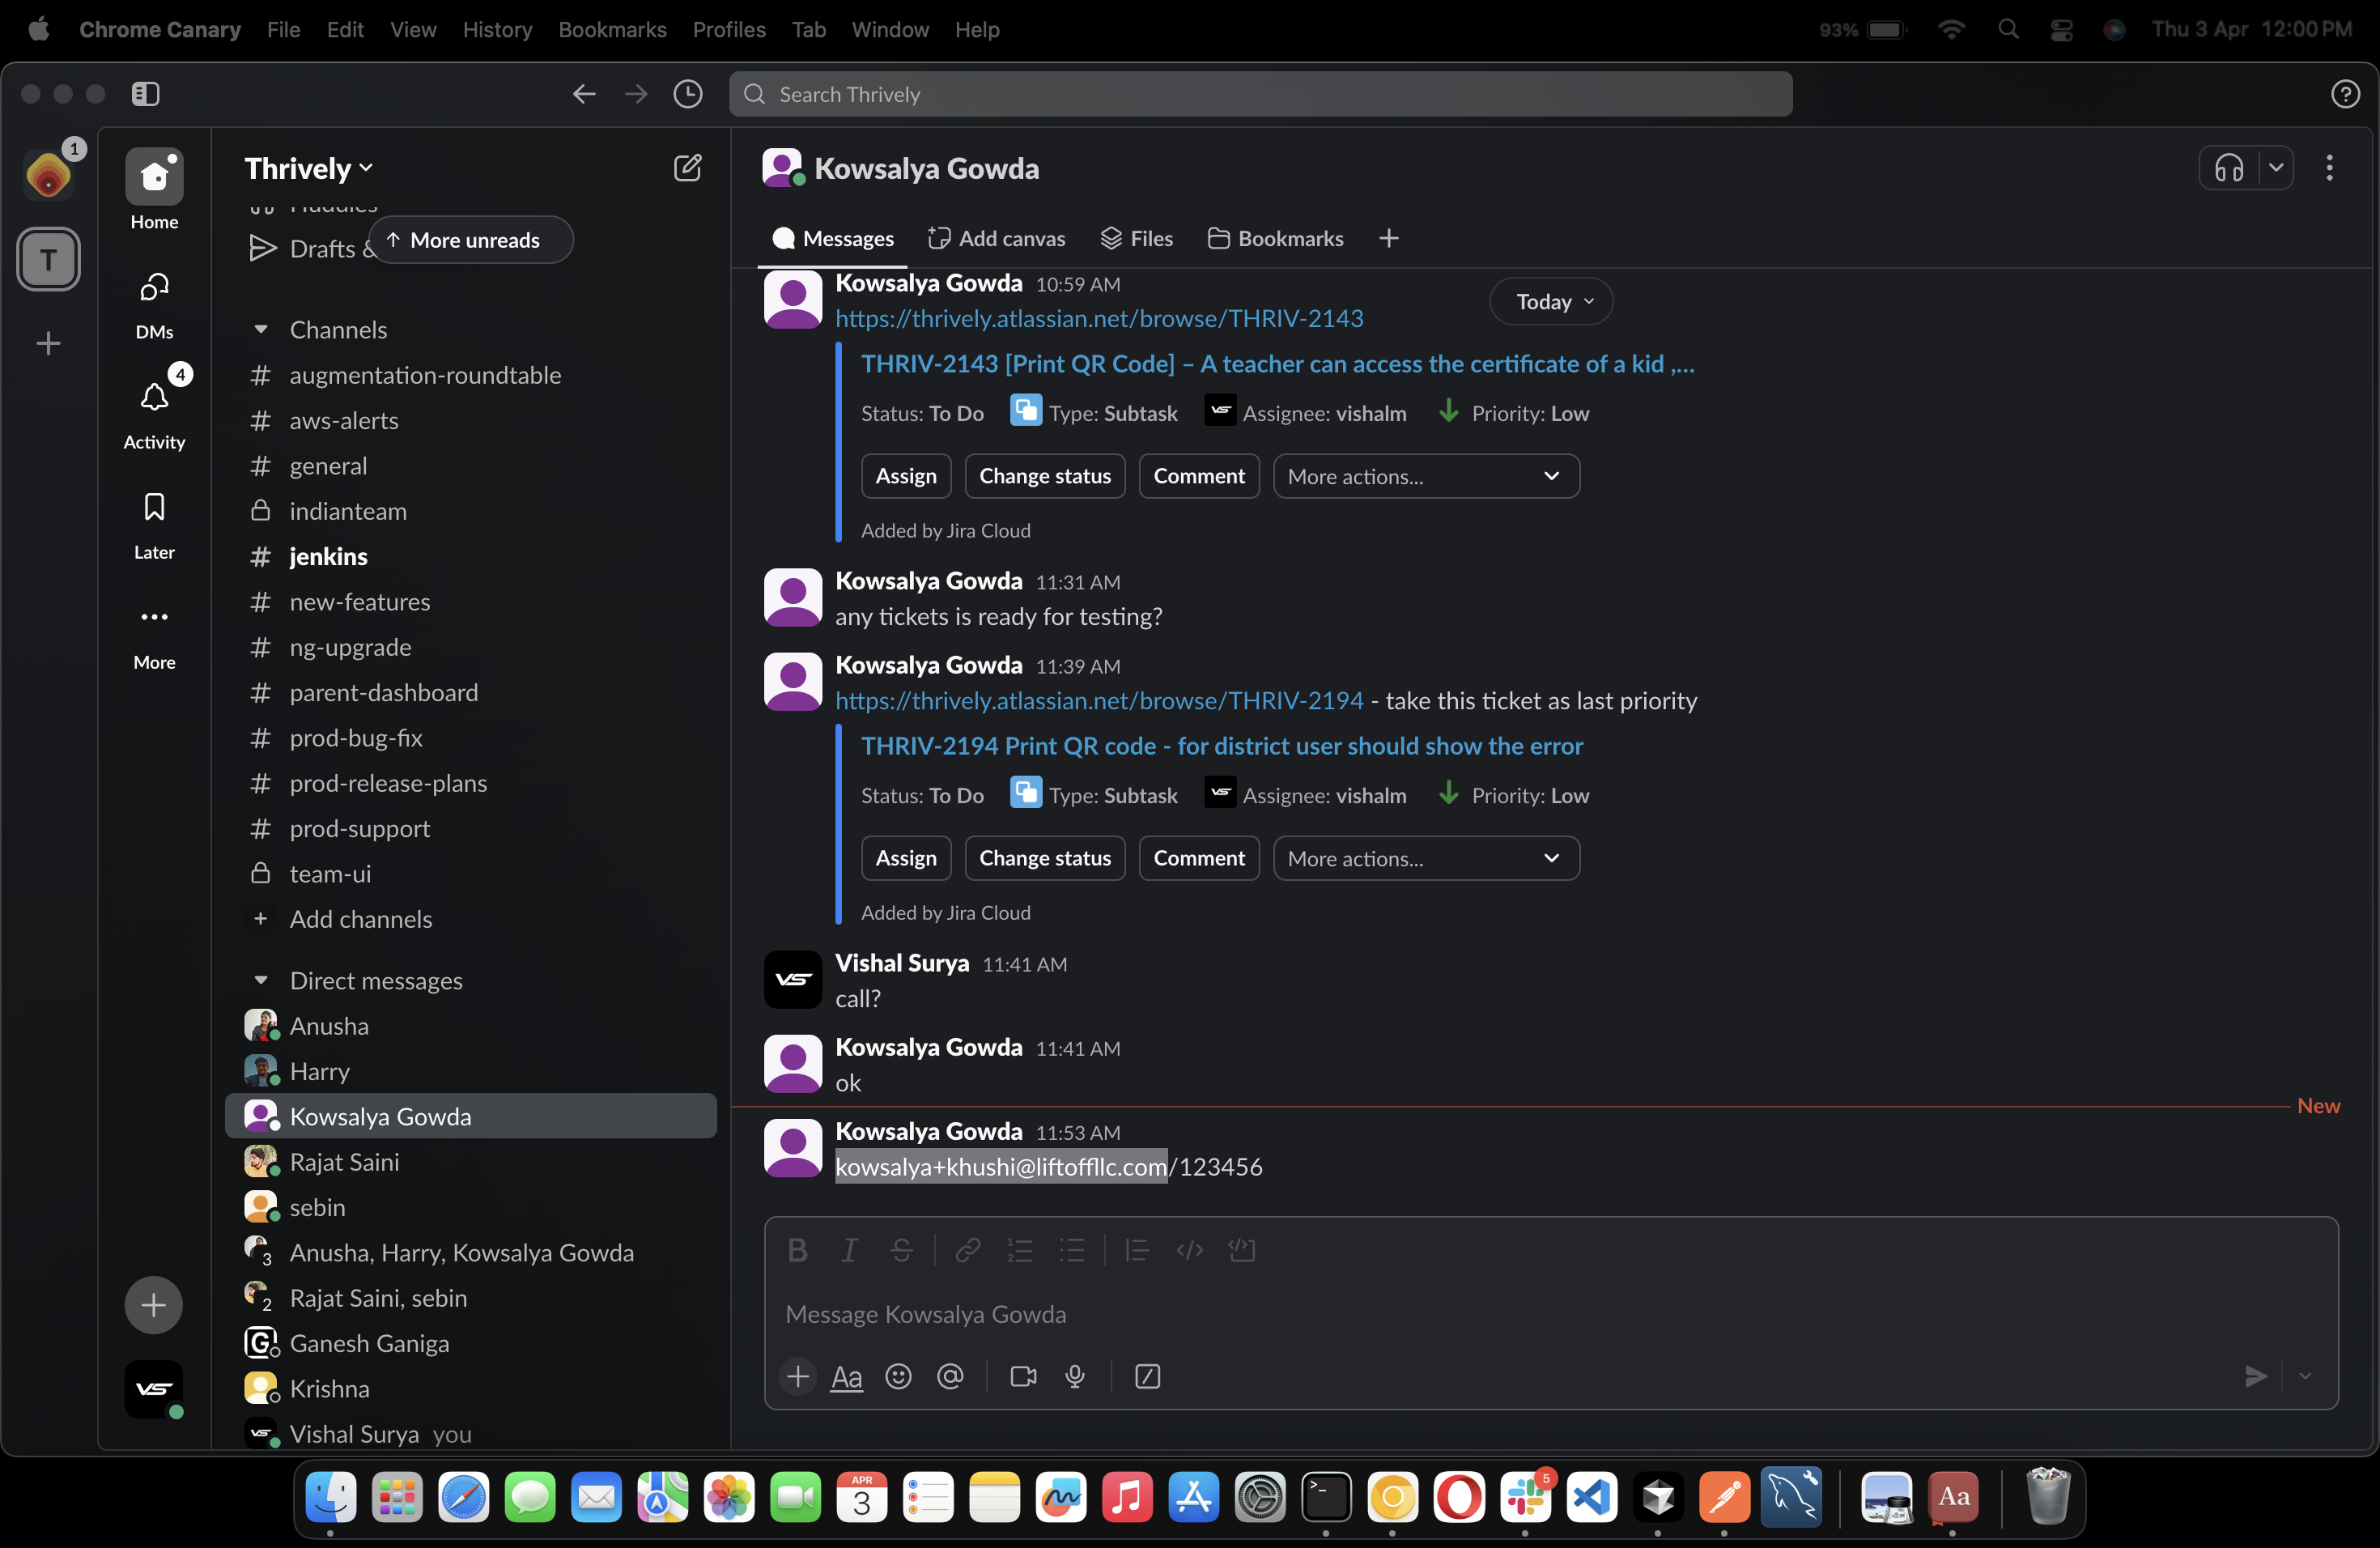 Chrome Canary File Edit View History Bookmarks Profiles Tab Window Help 93% Thu 3 Apr 12:00 PM
Search Thrively
1
T
Home
DMs
4
Activity
Later
More
Thrively
Huddles
Drafts &
More unreads
Channels
augmentation-roundtable
aws-alerts
general
indianteam
jenkins
new-features
ng-upgrade
parent-dashboard
prod-bug-fix
prod-release-plans
prod-support
team-ui
Add channels
Direct messages
Anusha
Harry
Kowsalya Gowda
Rajat Saini
sebin
3 Anusha, Harry, Kowsalya Gowda
2 Rajat Saini, sebin
G Ganesh Ganiga
Krishna
VS Vishal Surya you
VS
Kowsalya Gowda
Messages Add canvas Files Bookmarks
Today
Kowsalya Gowda 10:59 AM
https://thrively.atlassian.net/browse/THRIV-2143
THRIV-2143 [Print QR Code] – A teacher can access the certificate of a kid ,...
Status: To Do Type: Subtask VS Assignee: vishalm Priority: Low
Assign Change status Comment More actions...
Added by Jira Cloud
Kowsalya Gowda 11:31 AM
any tickets is ready for testing?
Kowsalya Gowda 11:39 AM
https://thrively.atlassian.net/browse/THRIV-2194 - take this ticket as last priority
THRIV-2194 Print QR code - for district user should show the error
Status: To Do Type: Subtask VS Assignee: vishalm Priority: Low
Assign Change status Comment More actions...
Added by Jira Cloud
VS
Vishal Surya 11:41 AM
call?
Kowsalya Gowda 11:41 AM
ok
New
Kowsalya Gowda 11:53 AM
kowsalya+khushi@liftoffllc.com/123456
Message Kowsalya Gowda
Aa
APR
3
5
Aa